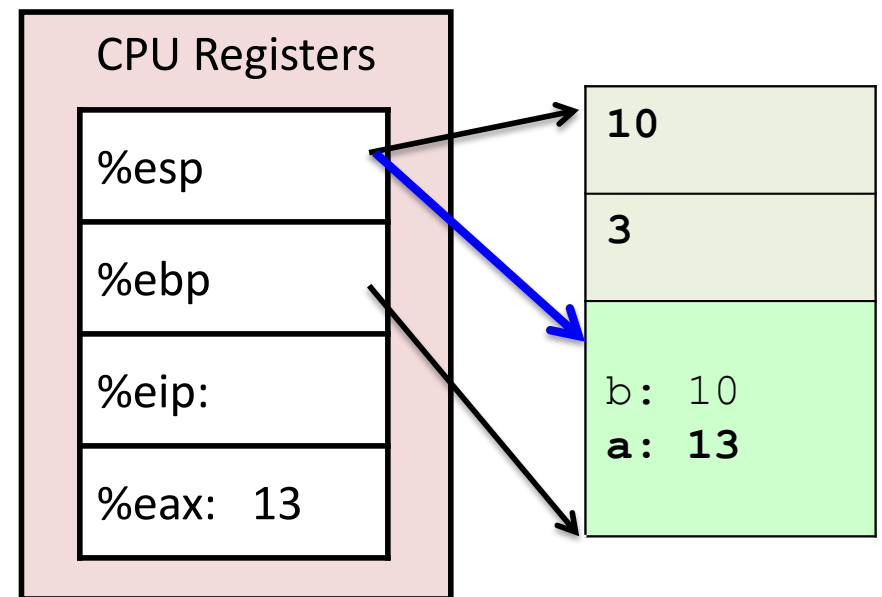 CPU Registers
%esp
%ebp
%eip:
%eax: 13
10
3
b: 10
a: 13